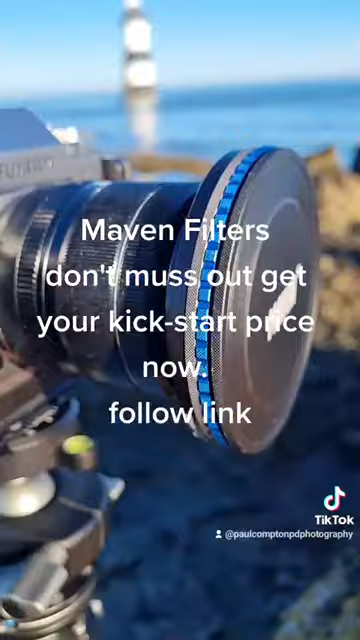 Maven Filters
don't muss out get
your kick-start price
now.
follow link
TikTok
@paulcomptonpdphotography